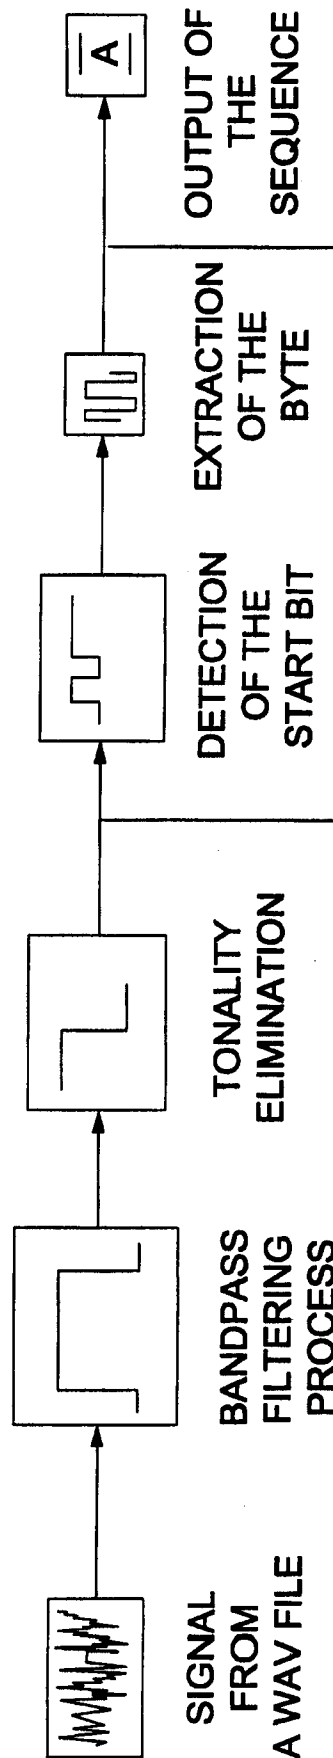 SIGNAL
FROM
A WAV FILE
BANDPASS
FILTERING
PROCESS
TONALITY
ELIMINATION
DETECTION
OF THE
START BIT
EXTRACTION
OF THE
BYTE
A
OUTPUT OF
THE
SEQUENCE